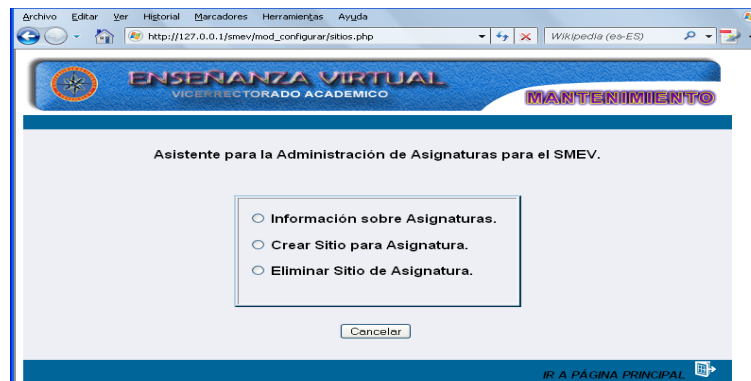 Archivo Editar Ver Historial Marcadores Herramientas Ayuda
http://127.0.0.1/smev/mod_configurar/sitios.php Wikipedia (es-ES)
ENSEÑANZA VIRTUAL
VICERRECTORADO ACADEMICO
MANTENIMIENTO
Asistente para la Administración de Asignaturas para el SMEV.
Información sobre Asignaturas.
Crear Sitio para Asignatura.
Eliminar Sitio de Asignatura.
Cancelar
IR A PÁGINA PRINCIPAL